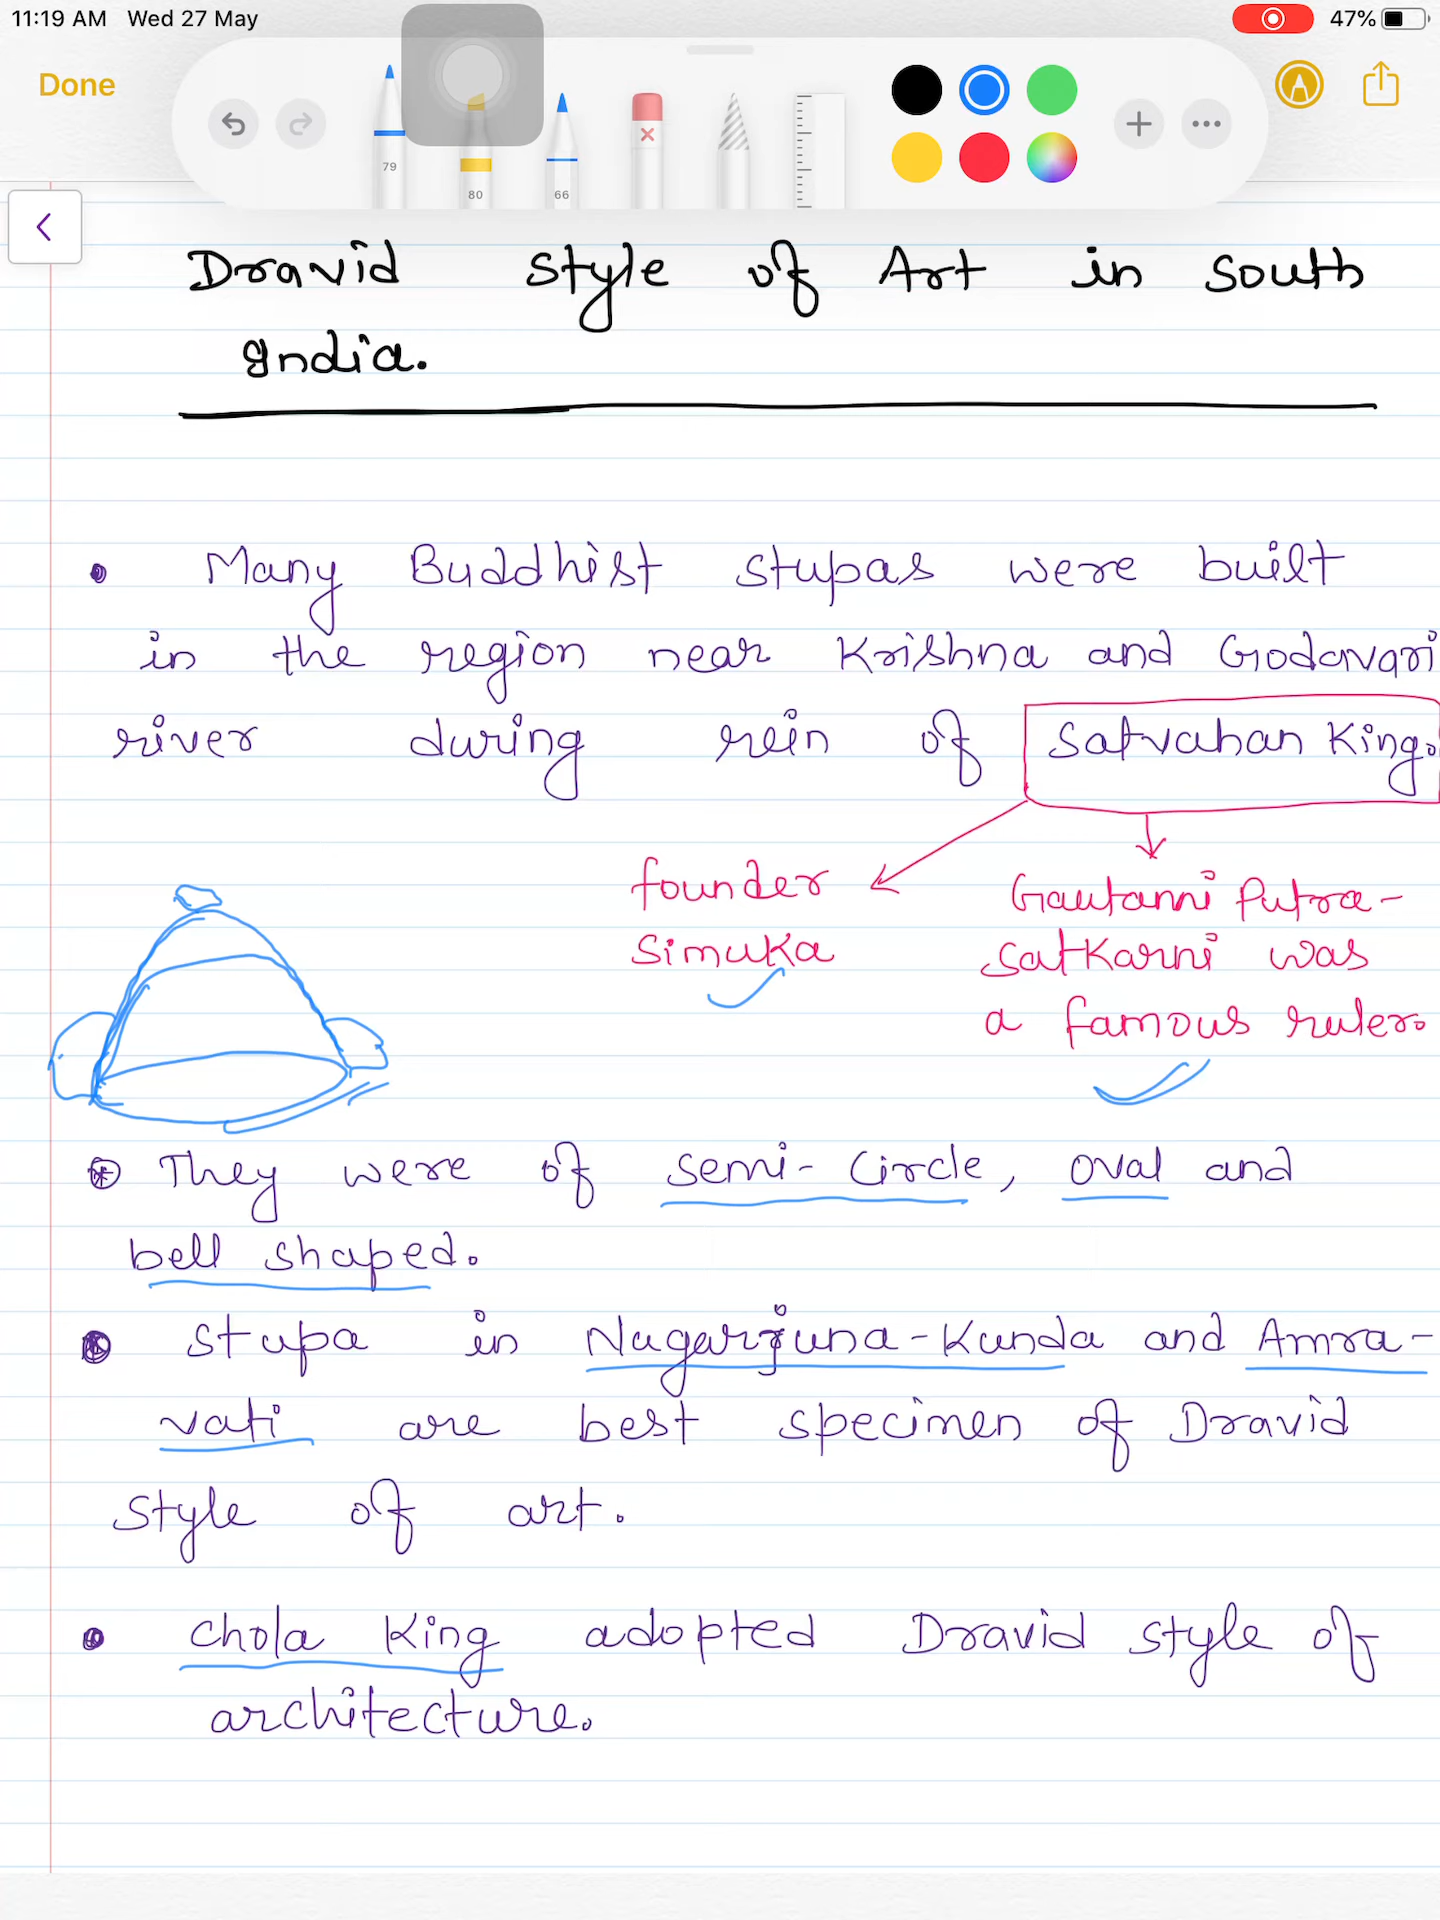 11:19 AM Wed 27 May
47%
Done
79
80
66
Dravid style of Art in south
India.
• Many Buddhist stupas were built
in the region near Krishna and Godavari
river during rein of Satvahan King.
founder
Simuka
Gautanni Putra-
satkarni was
a famous ruler.
They were of semi-circle, oval and
bell shaped.
• stupa in Nagarjuna-Kunda and Amra-
vati are best specimen of Dravid
style of art.
• chola King adopted Dravid style of
architecture.